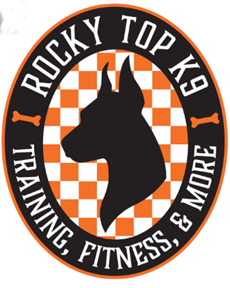 ROCKY TOP K9
TRAINING, FITNESS, & MORE